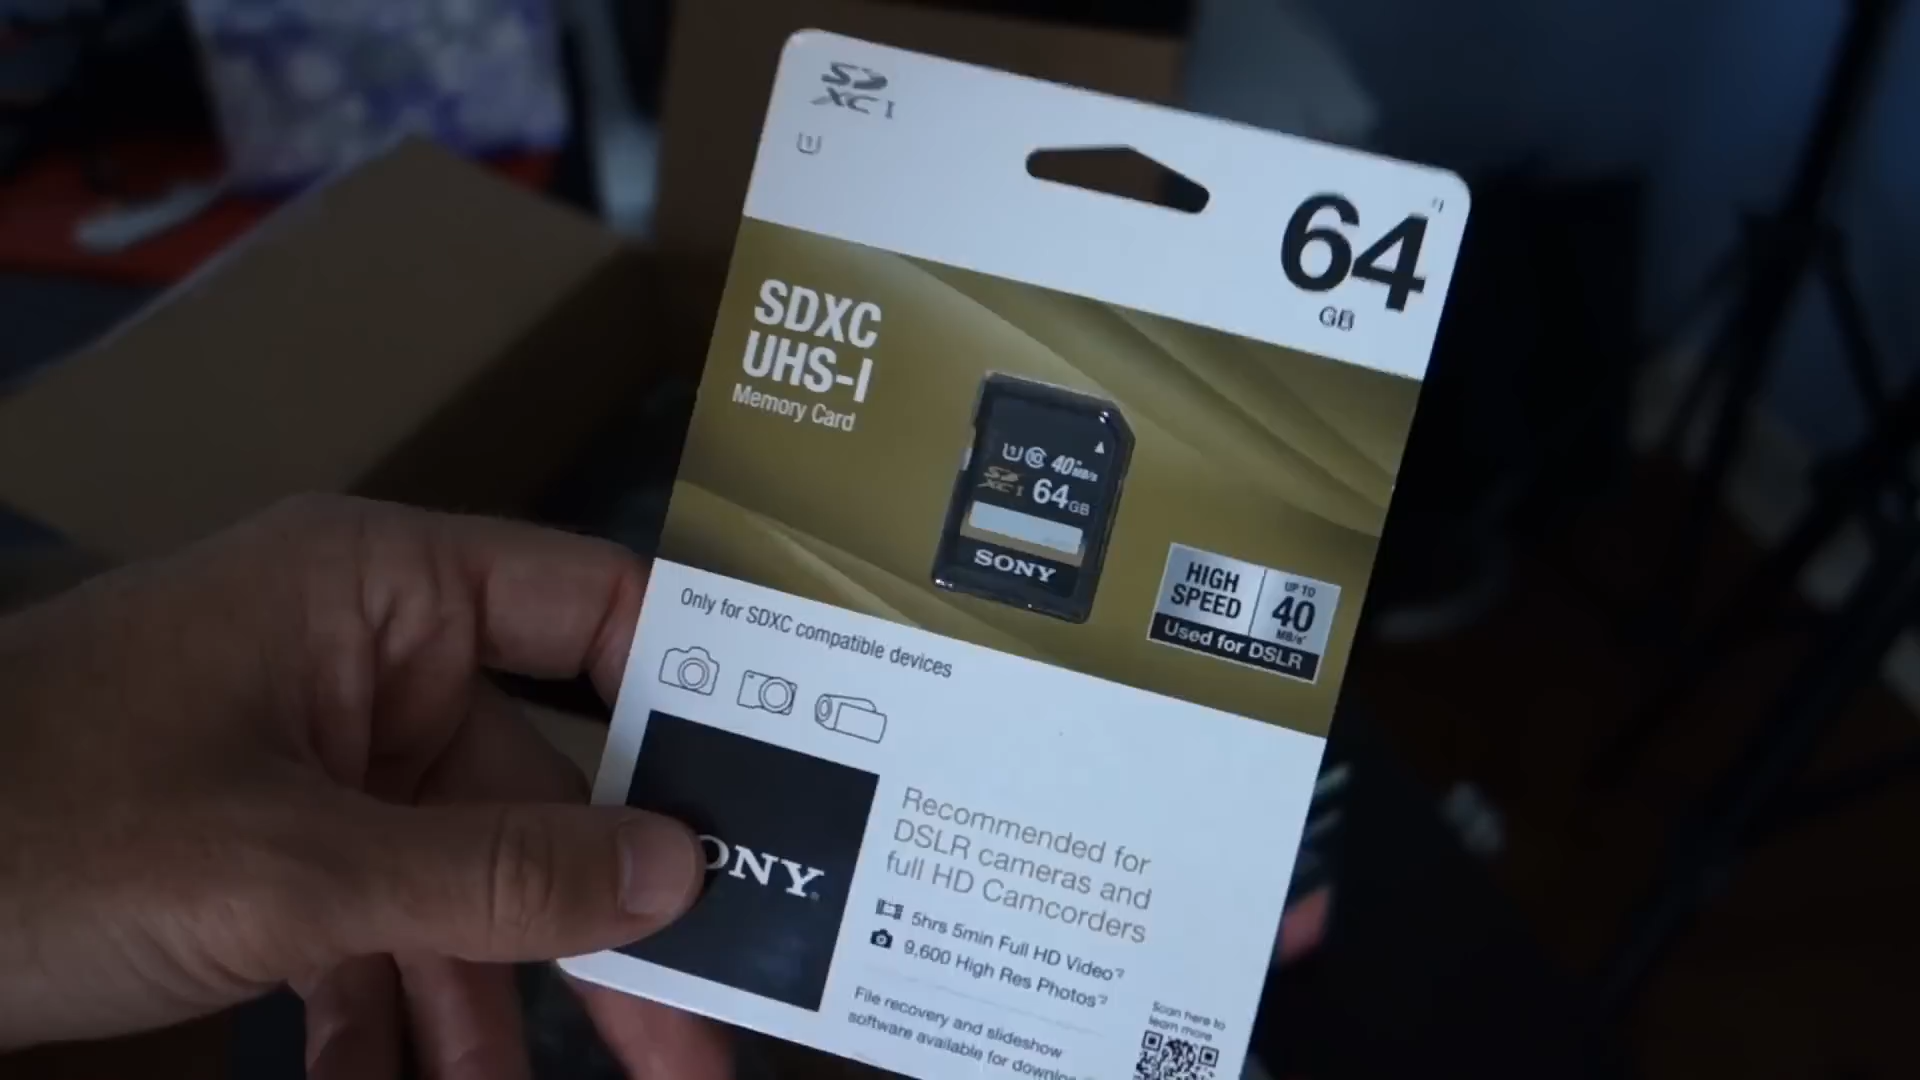 SD
XC I
1
64
GB
SDXC
UHS-I
Memory Card
1 10 40MB/s
SD
XC I
64GB
SONY
HIGH
SPEED
UP TO
40
MB/s*
Used for DSLR
Only for SDXC compatible devices
ONY
Recommended for
DSLR cameras and
full HD Camcorders
5hrs 5min Full HD Video
9,600 High Res Photos
File recovery and slideshow
software available for
Scan here to
learn more